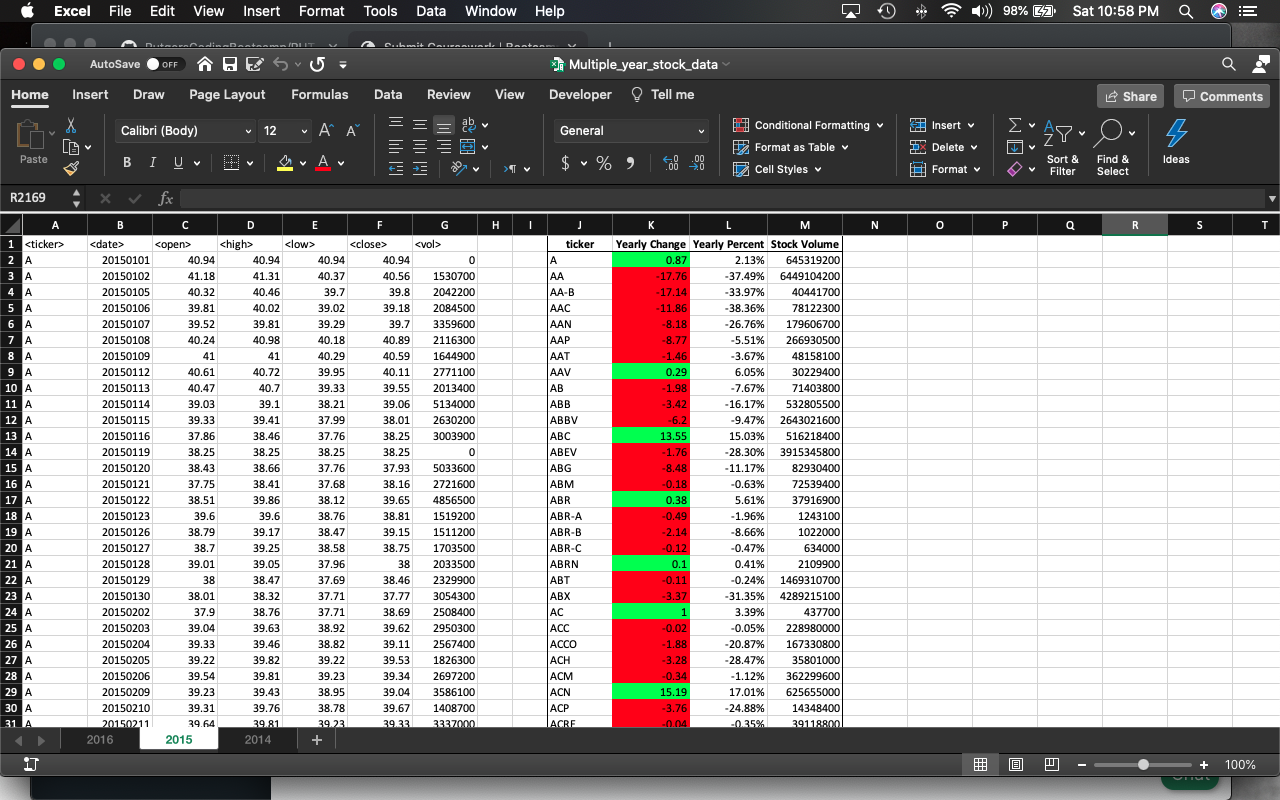 Excel File Edit View Insert Format Tools Data Window Help 98% Sat 10:58 PM
RutgersCodingBootcamp/RUT Submit Coursework | Bootcam
AutoSave OFF Multiple_year_stock_data
Home Insert Draw Page Layout Formulas Data Review View Developer Tell me Share Comments
Paste Calibri (Body) 12 General Conditional Formatting Insert
B I U Format as Table Delete Sort & Filter Find & Select Ideas
$ % Cell Styles Format
R2169 fx
A B C D E F G H I J K L M N O P Q R S T
1 <ticker> <date> <open> <high> <low> <close> <vol> ticker Yearly Change Yearly Percent Stock Volume
2 A 20150101 40.94 40.94 40.94 40.94 0 A 0.87 2.13% 645319200
3 A 20150102 41.18 41.31 40.37 40.56 1530700 AA -17.76 -37.49% 6449104200
4 A 20150105 40.32 40.46 39.7 39.8 2042200 AA-B -17.14 -33.97% 40441700
5 A 20150106 39.81 40.02 39.02 39.18 2084500 AAC -11.86 -38.36% 78122300
6 A 20150107 39.52 39.81 39.29 39.7 3359600 AAN -8.18 -26.76% 179606700
7 A 20150108 40.24 40.98 40.18 40.89 2116300 AAP -8.77 -5.51% 266930500
8 A 20150109 41 41 40.29 40.59 1644900 AAT -1.46 -3.67% 48158100
9 A 20150112 40.61 40.72 39.95 40.11 2771100 AAV 0.29 6.05% 30229400
10 A 20150113 40.47 40.7 39.33 39.55 2013400 AB -1.98 -7.67% 71403800
11 A 20150114 39.03 39.1 38.21 39.06 5134000 ABB -3.42 -16.17% 532805500
12 A 20150115 39.33 39.41 37.99 38.01 2630200 ABBV -6.2 -9.47% 2643021600
13 A 20150116 37.86 38.46 37.76 38.25 3003900 ABC 13.55 15.03% 516218400
14 A 20150119 38.25 38.25 38.25 38.25 0 ABEV -1.76 -28.30% 3915345800
15 A 20150120 38.43 38.66 37.76 37.93 5033600 ABG -8.48 -11.17% 82930400
16 A 20150121 37.75 38.41 37.68 38.16 2721600 ABM -0.18 -0.63% 72539400
17 A 20150122 38.51 39.86 38.12 39.65 4856500 ABR 0.38 5.61% 37916900
18 A 20150123 39.6 39.6 38.76 38.81 1519200 ABR-A -0.49 -1.96% 1243100
19 A 20150126 38.79 39.17 38.47 39.15 1511200 ABR-B -2.14 -8.66% 1022000
20 A 20150127 38.7 39.25 38.58 38.75 1703500 ABR-C -0.12 -0.47% 634000
21 A 20150128 39.01 39.05 37.96 38 2033500 ABRN 0.1 0.41% 2109900
22 A 20150129 38 38.47 37.69 38.46 2329900 ABT -0.11 -0.24% 1469310700
23 A 20150130 38.01 38.32 37.71 37.77 3054300 ABX -3.37 -31.35% 4289215100
24 A 20150202 37.9 38.76 37.71 38.69 2508400 AC 1 3.39% 437700
25 A 20150203 39.04 39.63 38.92 39.62 2950300 ACC -0.02 -0.05% 228980000
26 A 20150204 39.33 39.46 38.82 39.11 2567400 ACCO -1.88 -20.87% 167330800
27 A 20150205 39.22 39.82 39.22 39.53 1826300 ACH -3.28 -28.47% 35801000
28 A 20150206 39.54 39.81 39.23 39.34 2697200 ACM -0.34 -1.12% 362299600
29 A 20150209 39.23 39.43 38.95 39.04 3586100 ACN 15.19 17.01% 625655000
30 A 20150210 39.31 39.76 38.78 39.67 1408700 ACP -3.76 -24.88% 14348400
31 A 20150211 39.64 39.81 39.23 39.33 3337000 ACRE -0.04 -0.35% 39118800
2016 2015 2014 +
100%
Chat